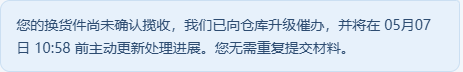 您的换货件尚未确认揽收，我们已向仓库升级催办，并将在 05月07
日 10:58 前主动更新处理进展。您无需重复提交材料。